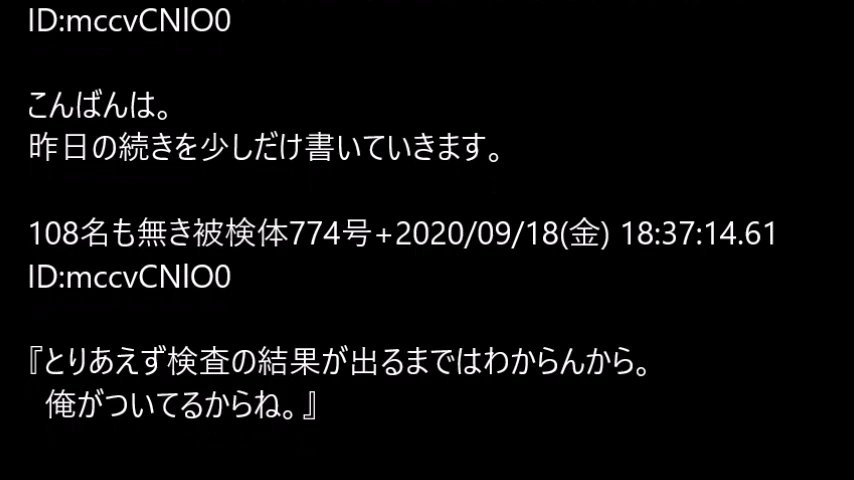 ID:mccvCNlO0
こんばんは。
昨日の続きを少しだけ書いていきます。
108名も無き被検体774号+2020/09/18(金) 18:37:14.61
ID:mccvCNlO0
『とりあえず検査の結果が出るまではわからんから。
俺がついてるからね。』